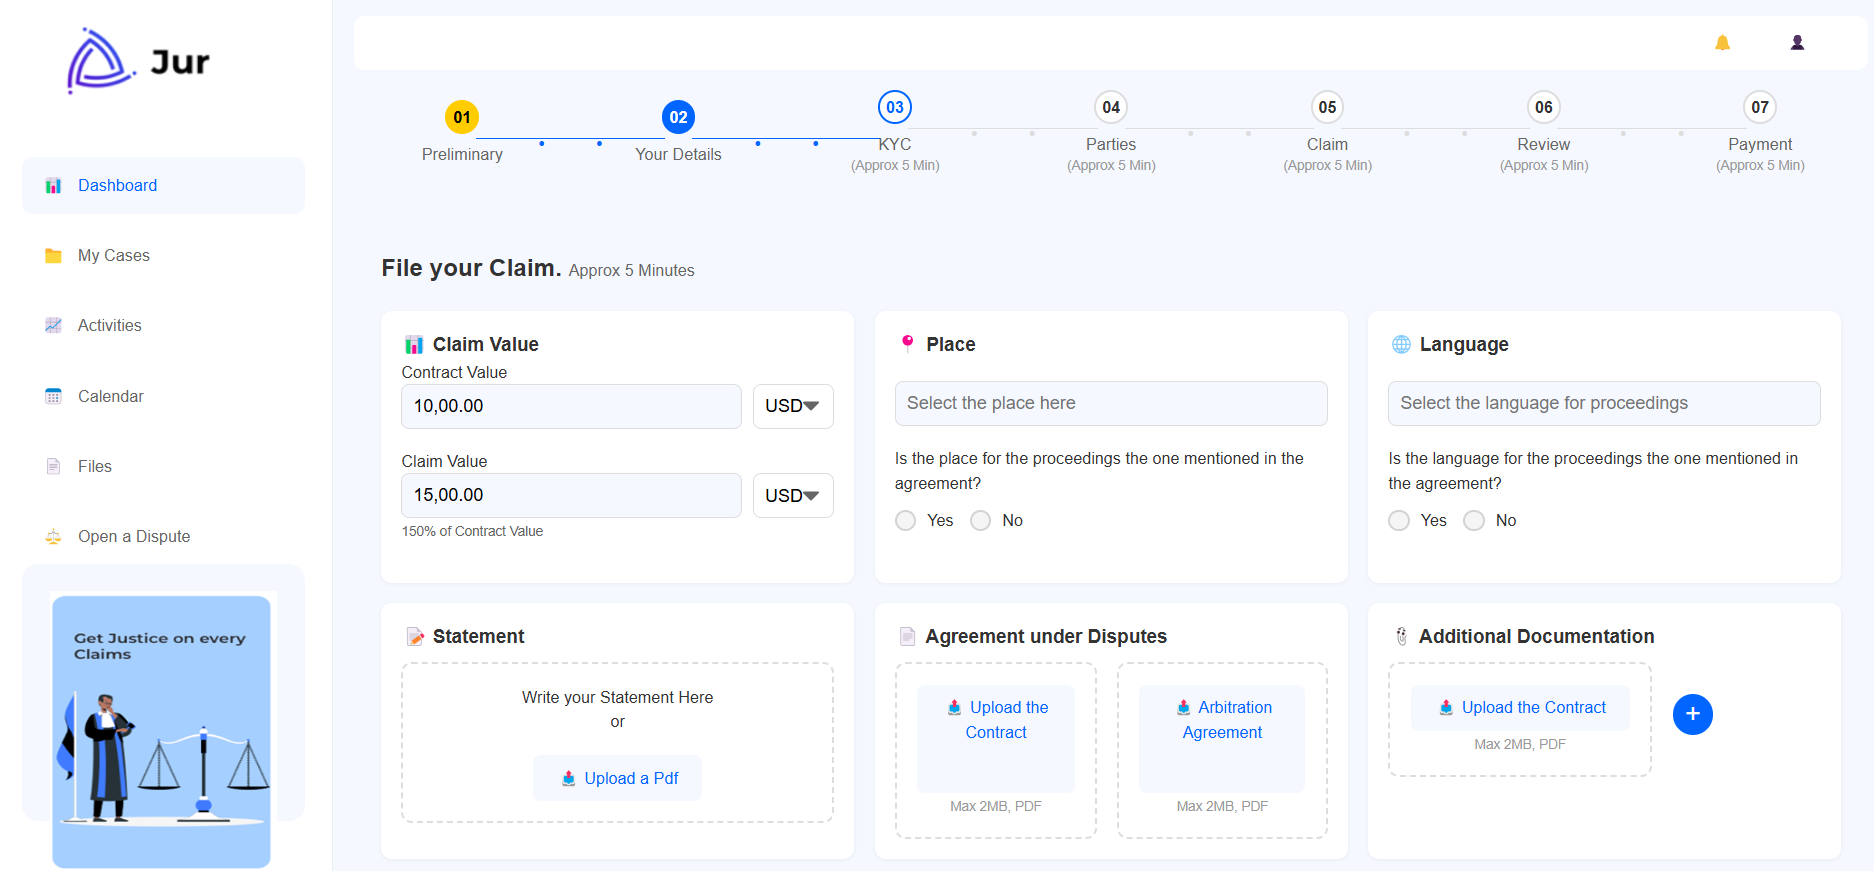 Jur
Dashboard
My Cases
Activities
Calendar
Files
Open a Dispute
Get Justice on every
Claims
01
Preliminary
02
Your Details
03
KYC
(Approx 5 Min)
04
Parties
(Approx 5 Min)
05
Claim
(Approx 5 Min)
06
Review
(Approx 5 Min)
07
Payment
(Approx 5 Min)
File your Claim. Approx 5 Minutes
Claim Value
Contract Value
10,00.00
USD
Claim Value
15,00.00
USD
150% of Contract Value
Place
Select the place here
Is the place for the proceedings the one mentioned in the
agreement?
Yes No
Language
Select the language for proceedings
Is the language for the proceedings the one mentioned in
the agreement?
Yes No
Statement
Write your Statement Here
or
Upload a Pdf
Agreement under Disputes
Upload the
Contract
Max 2MB, PDF
Arbitration
Agreement
Max 2MB, PDF
Additional Documentation
Upload the Contract
Max 2MB, PDF
+